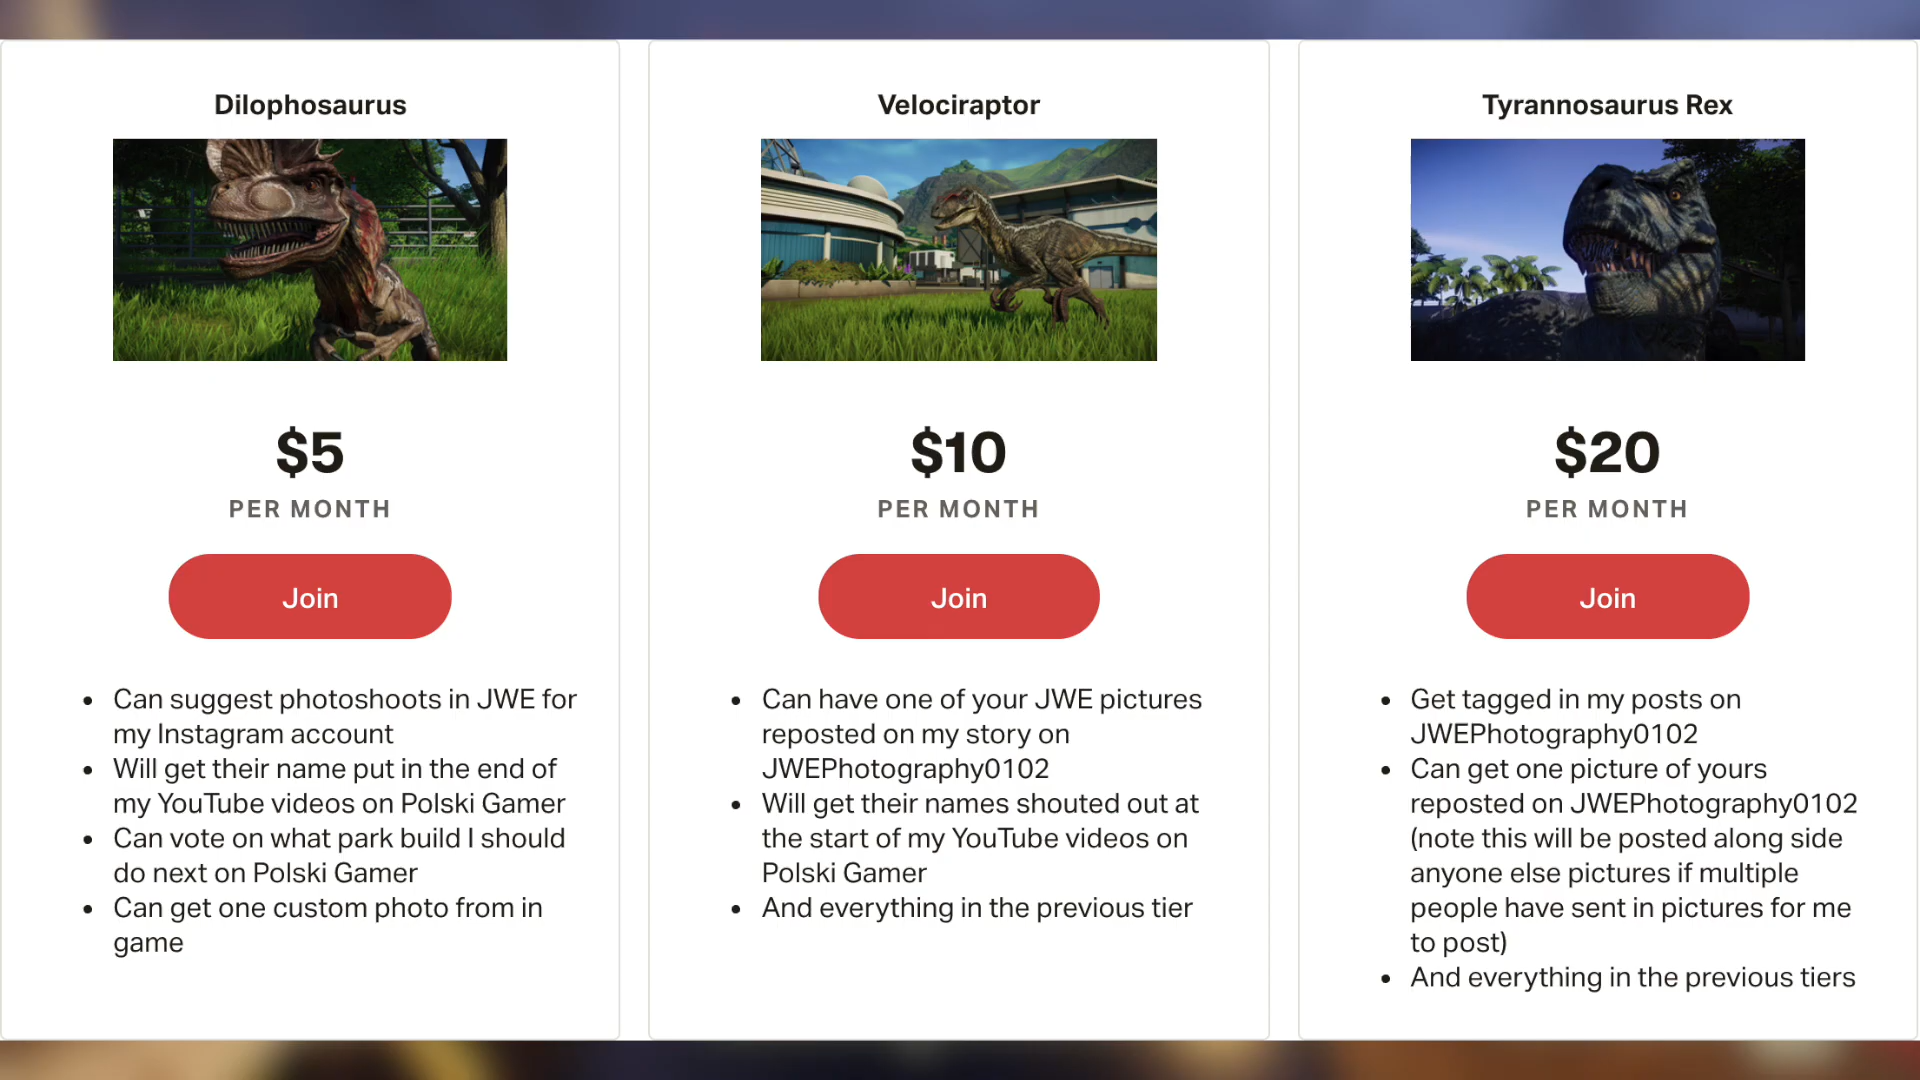 Dilophosaurus
$5
PER MONTH
Join
• Can suggest photoshoots in JWE for
my Instagram account
• Will get their name put in the end of
my YouTube videos on Polski Gamer
• Can vote on what park build I should
do next on Polski Gamer
• Can get one custom photo from in
game
Velociraptor
$10
PER MONTH
Join
• Can have one of your JWE pictures
reposted on my story on
JWEPhotography0102
• Will get their names shouted out at
the start of my YouTube videos on
Polski Gamer
• And everything in the previous tier
Tyrannosaurus Rex
$20
PER MONTH
Join
• Get tagged in my posts on
JWEPhotography0102
• Can get one picture of yours
reposted on JWEPhotography0102
(note this will be posted along side
anyone else pictures if multiple
people have sent in pictures for me
to post)
• And everything in the previous tiers